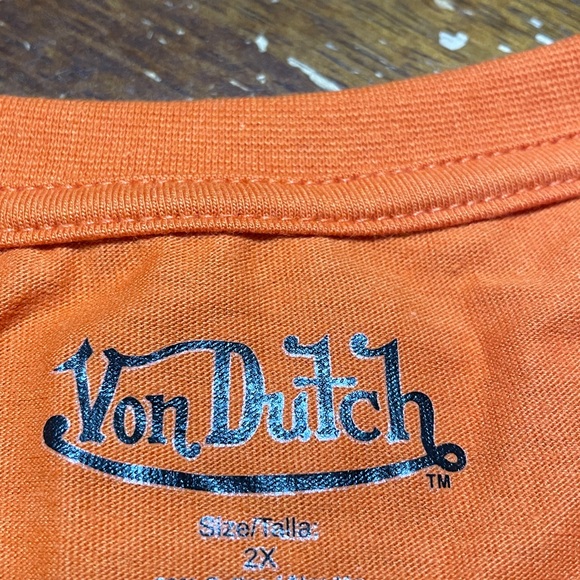 Von Dutch
TM
Size/Talla:
2X